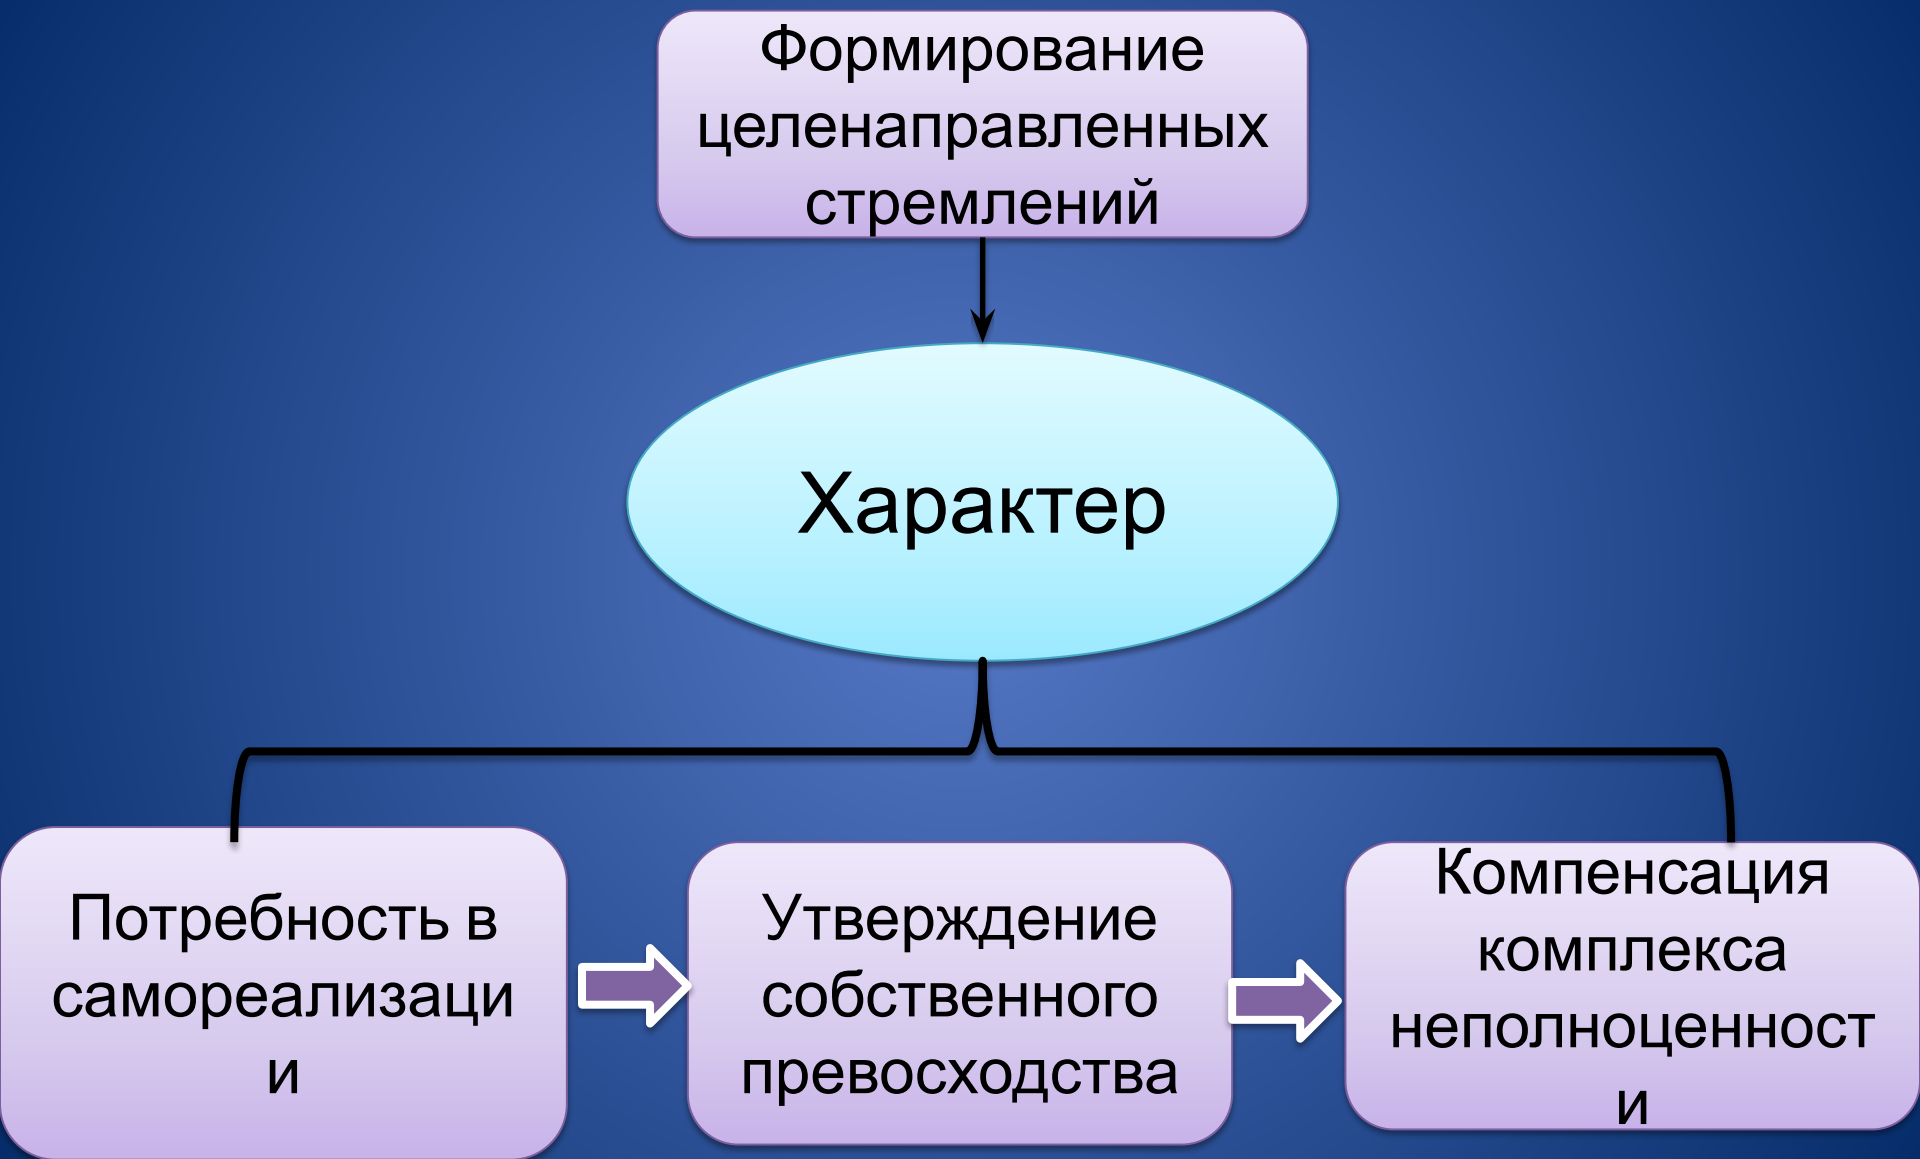 Формирование
целенаправленных
стремлений
Характер
Потребность в
самореализаци
и
Утверждение
собственного
превосходства
Компенсация
комплекса
неполноценност
и